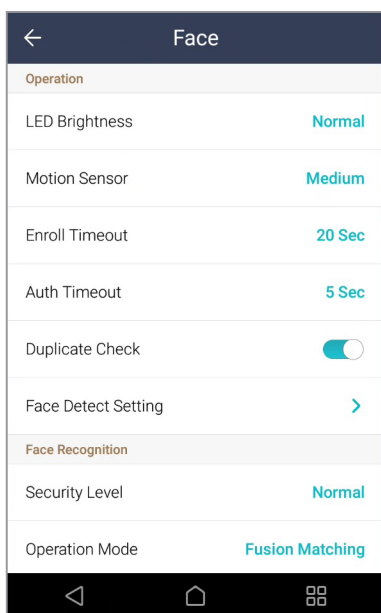 Face
Operation
LED Brightness Normal
Motion Sensor Medium
Enroll Timeout 20 Sec
Auth Timeout 5 Sec
Duplicate Check
Face Detect Setting
Face Recognition
Security Level Normal
Operation Mode Fusion Matching